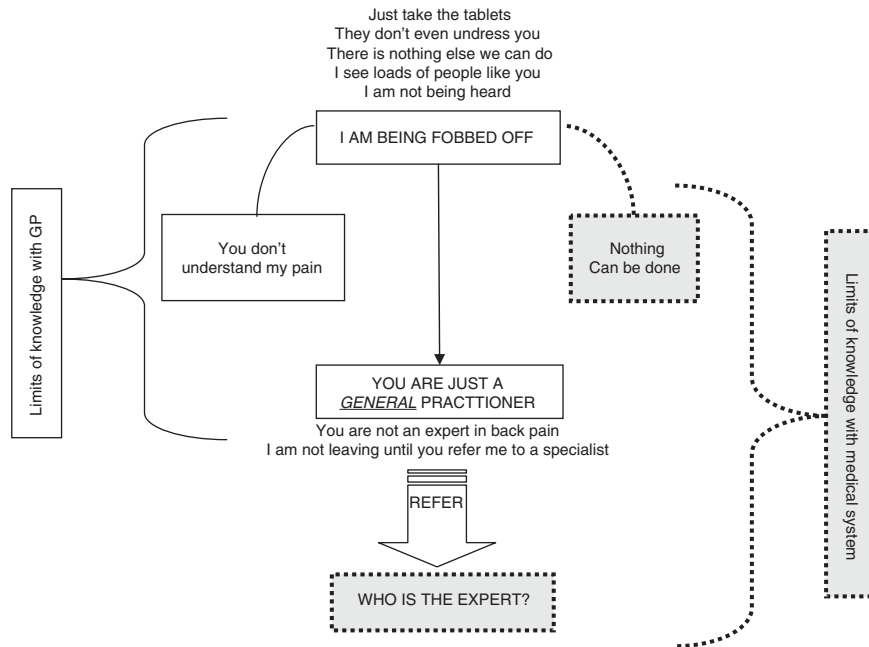 Just take the tablets
They don't even undress you
There is nothing else we can do
I see loads of people like you
I am not being heard
I AM BEING FOBBED OFF
Limits of knowledge with GP
You don't
understand my pain
Nothing
Can be done
Limits of knowledge with medical system
YOU ARE JUST A
GENERAL PRACTTIONER
You are not an expert in back pain
I am not leaving until you refer me to a specialist
REFER
WHO IS THE EXPERT?